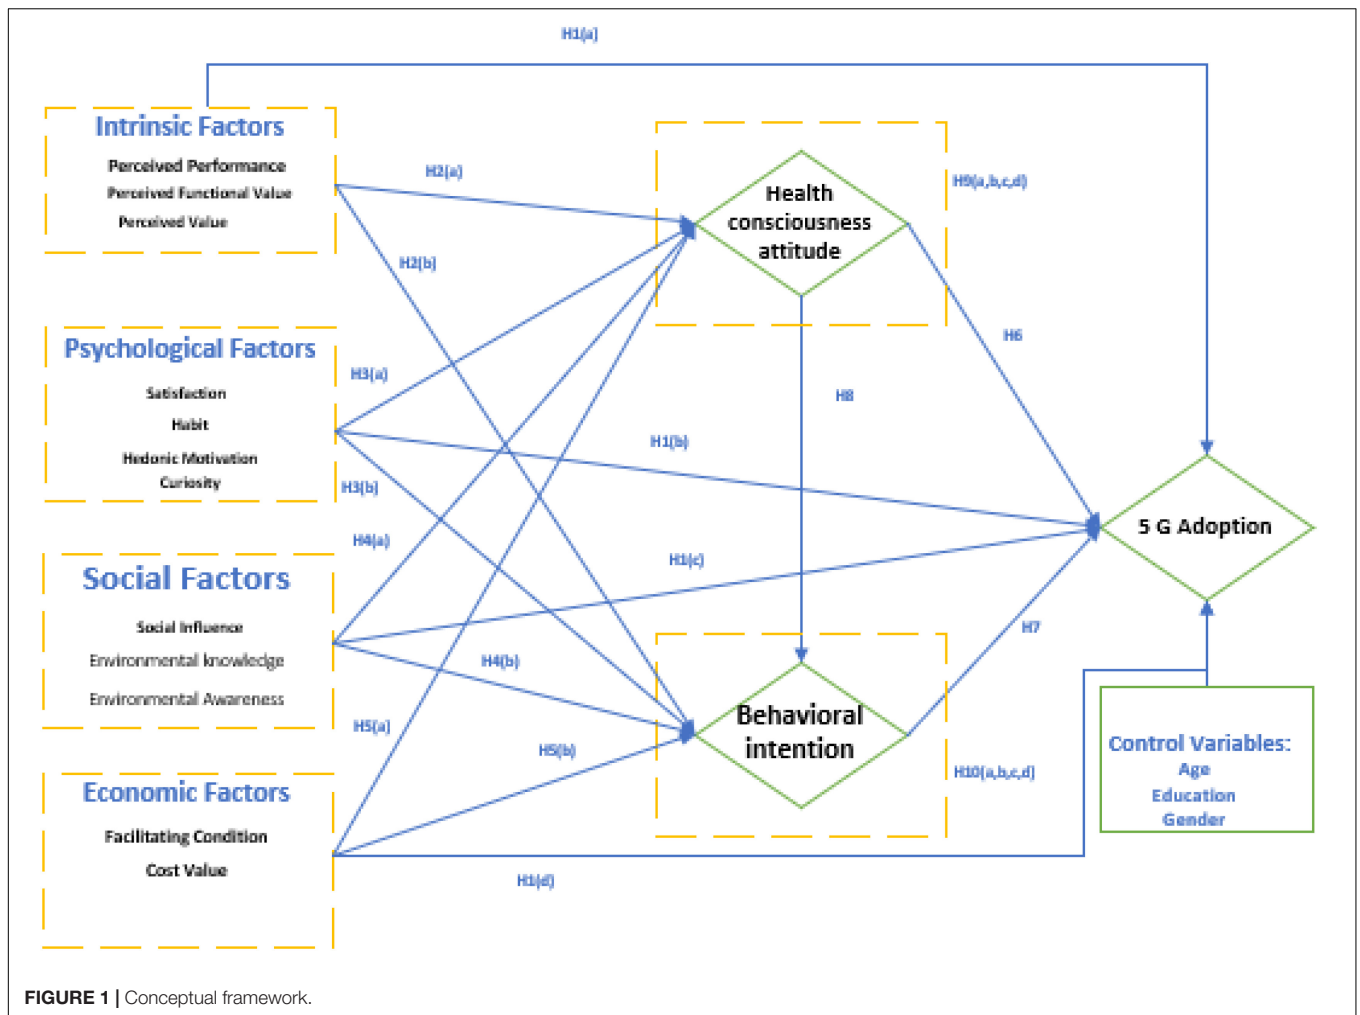 H1(a)
Intrinsic Factors
Perceived Performance
Perceived Functional Value
Perceived Value
H2(a)
H2(b)
Health
consciousness
attitude
H9(a,b,c,d)
Psychological Factors
Satisfaction
Habit
Hedonic Motivation
Curiosity
H3(a)
H3(b)
H1(b)
H8
H6
5 G Adoption
Social Factors
Social Influence
Environmental knowledge
Environmental Awareness
H4(a)
H4(b)
H1(c)
H7
Behavioral
intention
H10(a,b,c,d)
Economic Factors
Facilitating Condition
Cost Value
H5(a)
H5(b)
H1(d)
Control Variables:
Age
Education
Gender
FIGURE 1 | Conceptual framework.